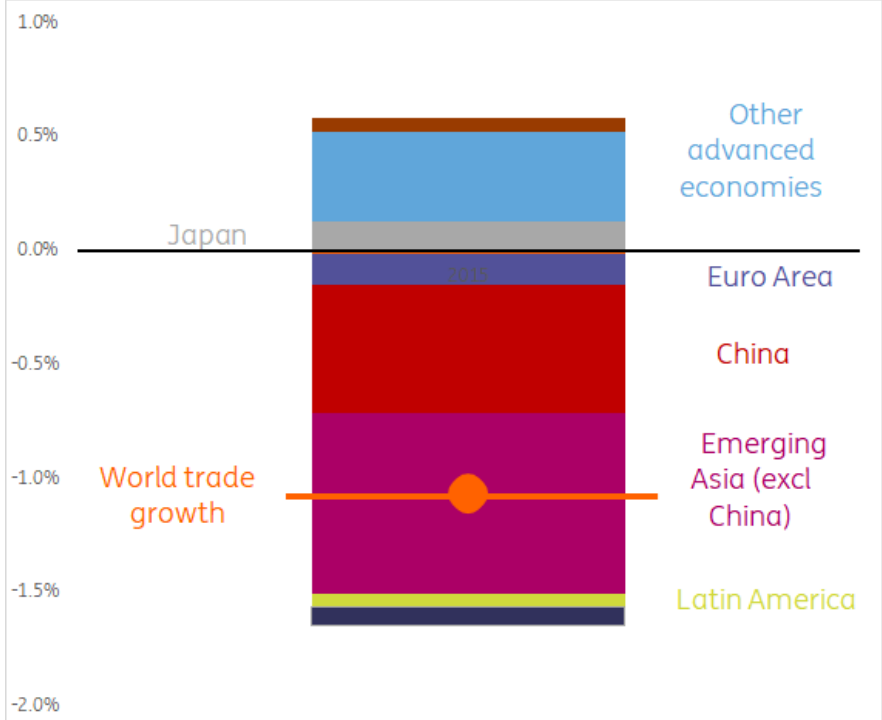 1.0%
Other
0.5%
advanced
economies
Japan
0.0%
Euro Area
China
-0.5%
Emerging
World trade
-1.0%
Asia (excl
growth
China)
-1.5%
Latin America
-2.0%